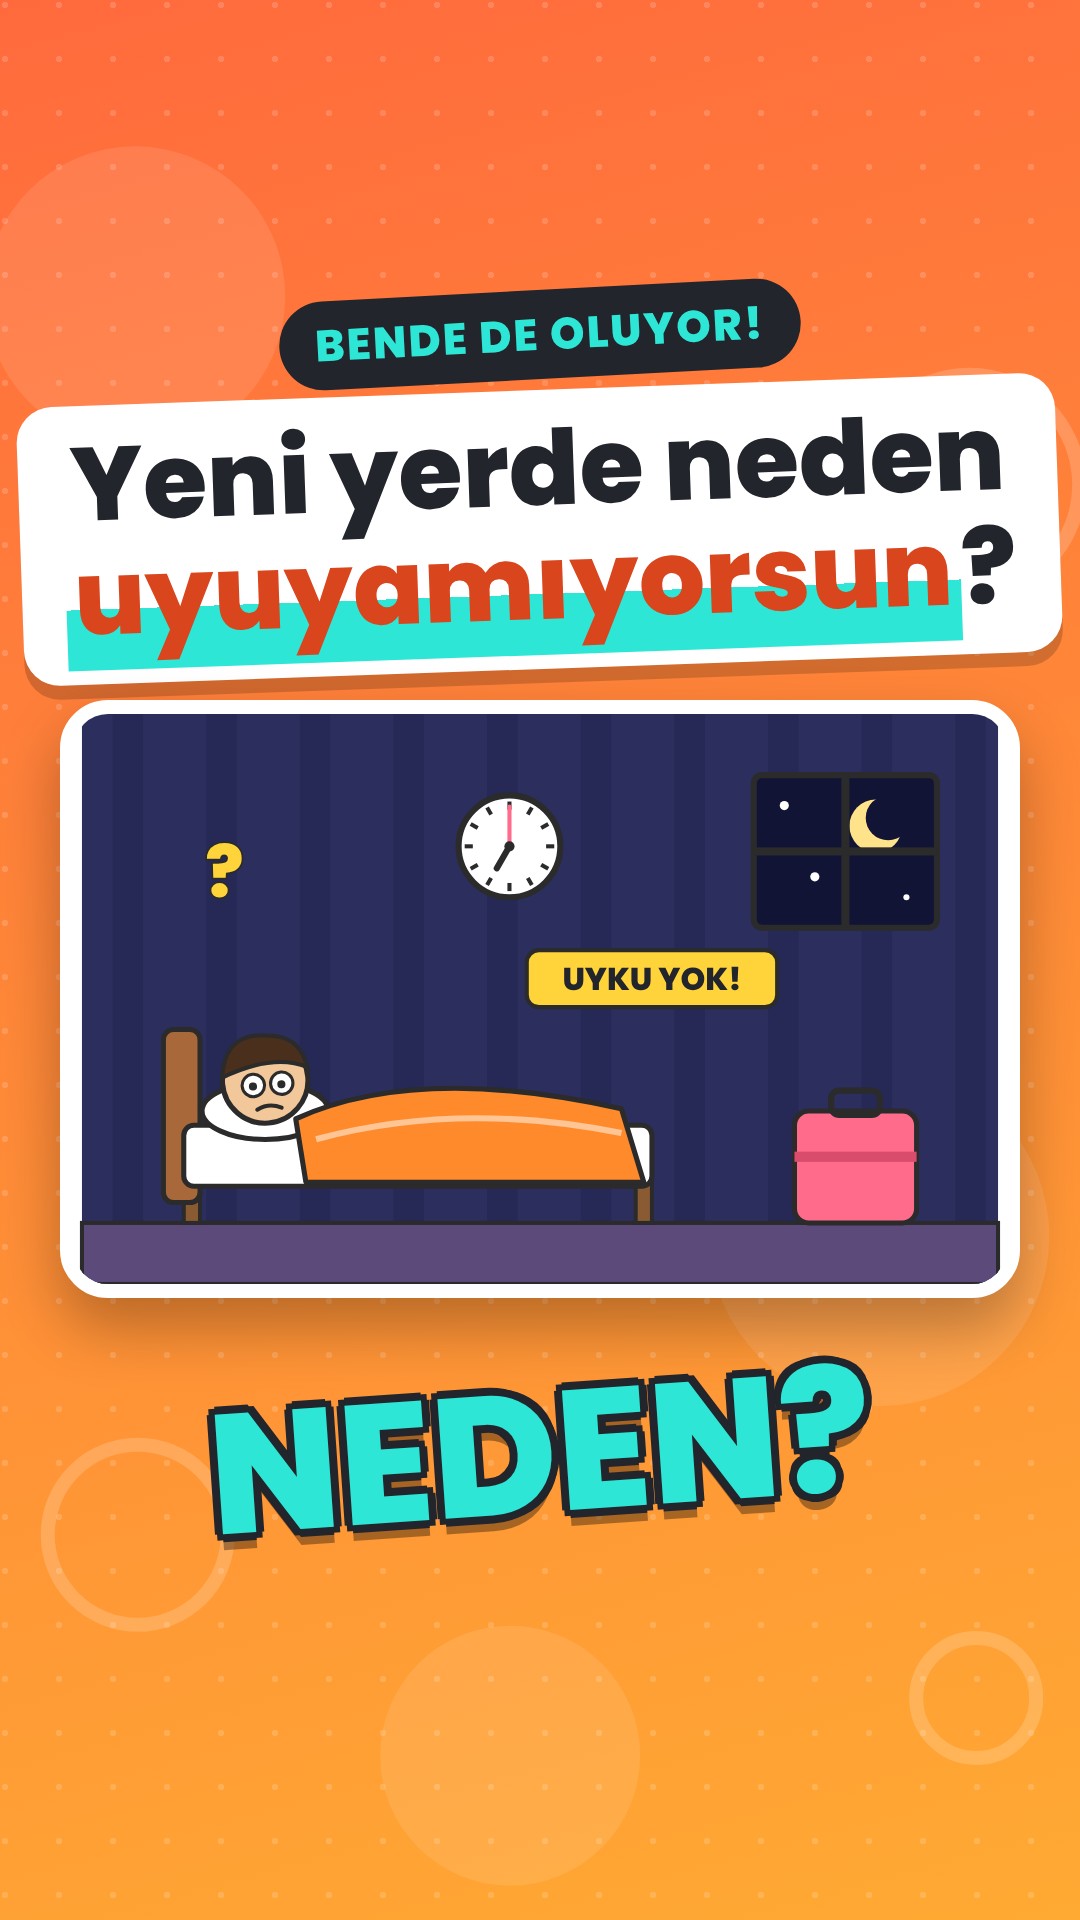 BENDE DE OLUYOR!
Yeni yerde neden
uyuyamıyorsun?
?
UYKU YOK!
NEDEN?